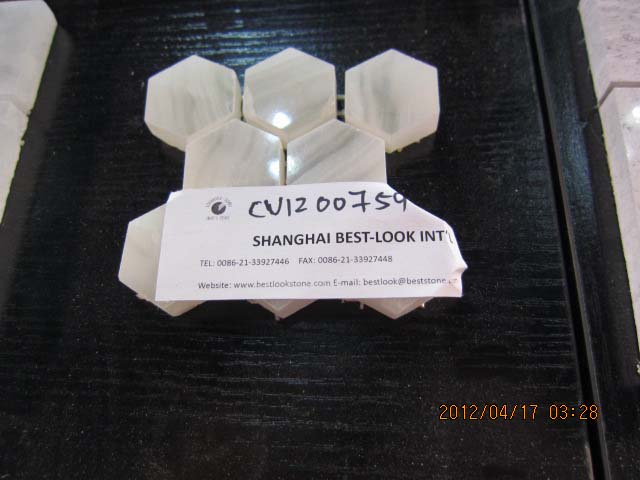 CV1200759
SHANGHAI BEST-LOOK INT'L
TEL: 0086-21-33927446 FAX: 0086-21-33927448
Website: www.bestlookstone.com E-mail: bestlook@beststone.
2012/04/17 03:28